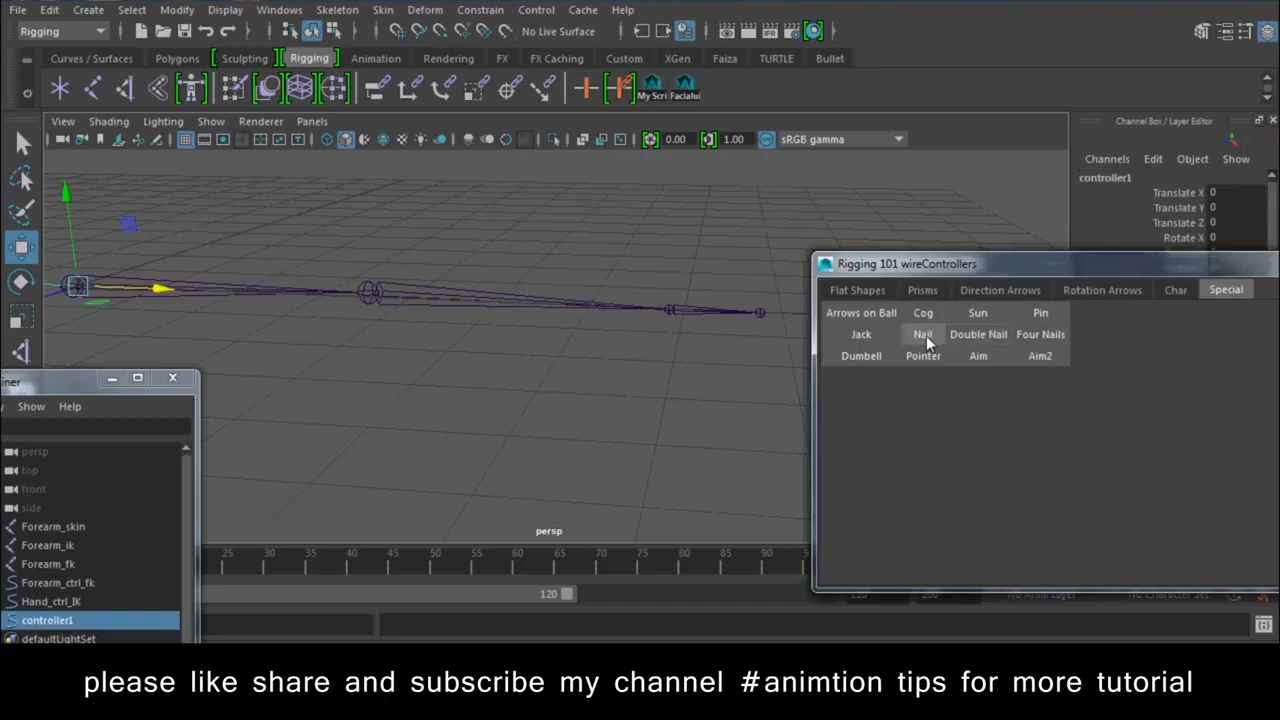 File Edit Create Select Modify Display Windows Skeleton Skin Deform Constrain Control Cache Help
Rigging No Live Surface
Curves / Surfaces Polygons Sculpting Rigging Animation Rendering FX FX Caching Custom XGen Faiza TURTLE Bullet
My Scri Facialui
View Shading Lighting Show Renderer Panels
0.00 1.00 sRGB gamma
Channel Box / Layer Editor
Channels Edit Object Show
controller1
Translate X 0
Translate Y 0
Translate Z 0
Rotate X 0
Rigging 101 wireControllers
Flat Shapes Prisms Direction Arrows Rotation Arrows Char Special
Arrows on Ball Cog Sun Pin
Jack Nail Double Nail Four Nails
Dumbell Pointer Aim Aim2
iner
Show Help
persp
top
front
side
Forearm_skin
Forearm_ik
Forearm_fk
Forearm_ctrl_fk
Hand_ctrl_IK
controller1
defaultLightSet
persp
25 30 35 40 45 50 55 60 65 70 75 80 85 90
120
please like share and subscribe my channel #animtion tips for more tutorial